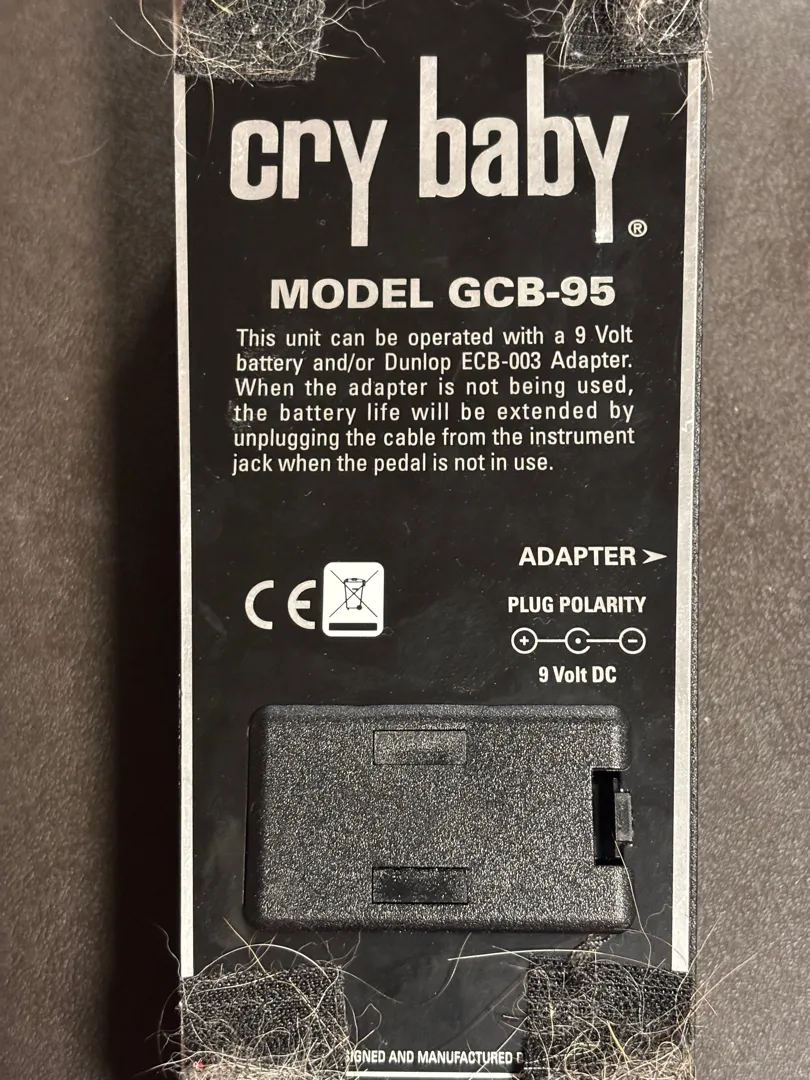 cry baby®
MODEL GCB-95
This unit can be operated with a 9 Volt
battery and/or Dunlop ECB-003 Adapter.
When the adapter is not being used,
the battery life will be extended by
unplugging the cable from the instrument
jack when the pedal is not in use.
ADAPTER
CE
PLUG POLARITY
+ -
9 Volt DC
AND MANUFACTURED